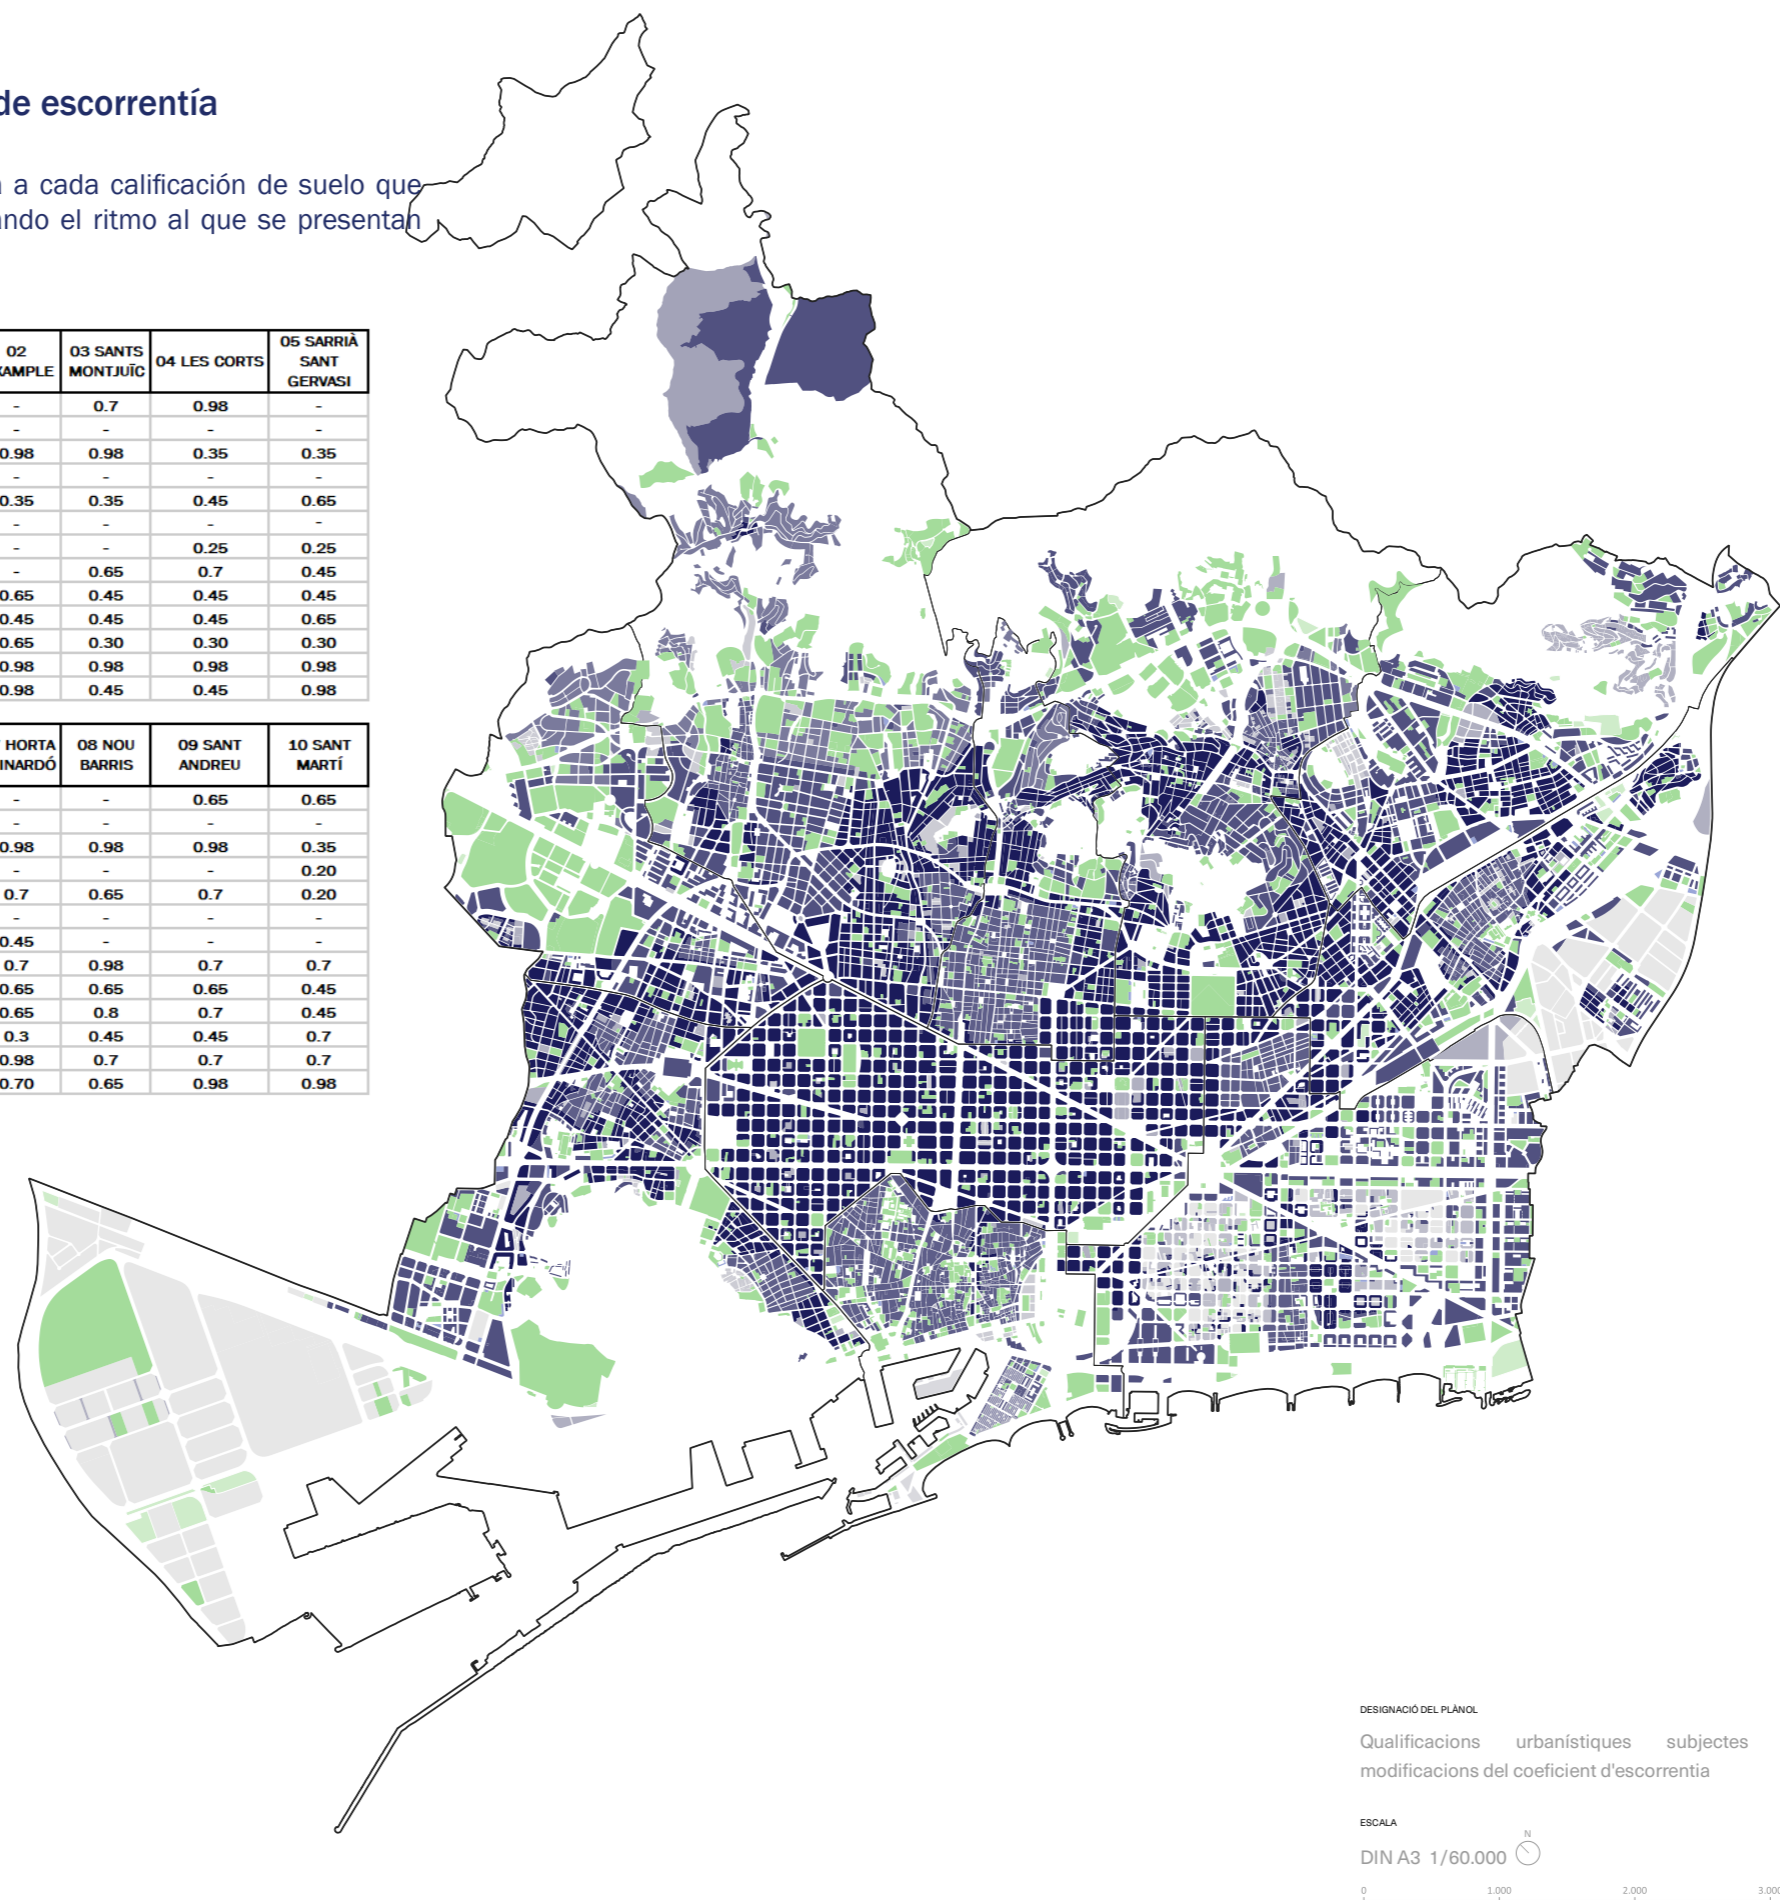 de escorrentía
a cada calificación de suelo que
ando el ritmo al que se presentan
02 03 SANTS 04 LES CORTS 05 SARRIÀ
XAMPLE MONTJUÏC SANT
GERVASI
- 0.7 0.98 -
- - - -
0.98 0.98 0.35 0.35
- - - -
0.35 0.35 0.45 0.65
- - - -
- - 0.25 0.25
- 0.65 0.7 0.45
0.65 0.45 0.45 0.45
0.45 0.45 0.45 0.65
0.65 0.30 0.30 0.30
0.98 0.98 0.98 0.98
0.98 0.45 0.45 0.98
HORTA 08 NOU 09 SANT 10 SANT
INARDÓ BARRIS ANDREU MARTÍ
- - 0.65 0.65
- - - -
0.98 0.98 0.98 0.35
- - - 0.20
0.7 0.65 0.7 0.20
- - - -
0.45 - - -
0.7 0.98 0.7 0.7
0.65 0.65 0.65 0.45
0.65 0.8 0.7 0.45
0.3 0.45 0.45 0.7
0.98 0.7 0.7 0.7
0.70 0.65 0.98 0.98
DESIGNACIÓ DEL PLÀNOL
Qualificacions urbanístiques subjectes
modificacions del coeficient d'escorrentia
ESCALA
N
DIN A3 1/60.000
0 1.000 2.000 3.000